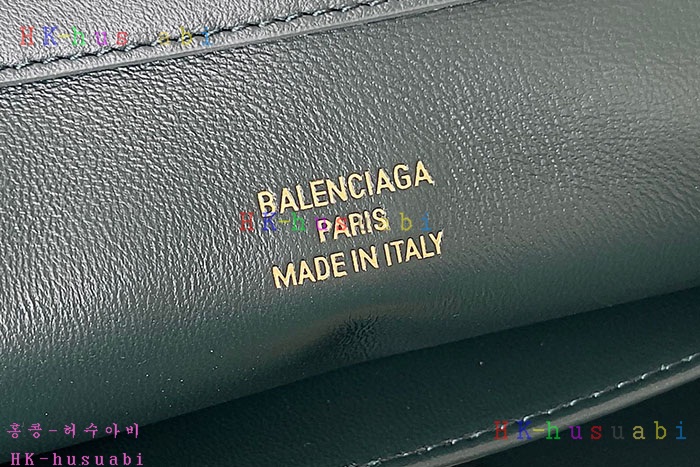 HK-husuabi
BALENCIAGA
HK-husuabi
PARIS
MADE IN ITALY
홍콩-허수아비
HK-husuabi
HK-husuabi